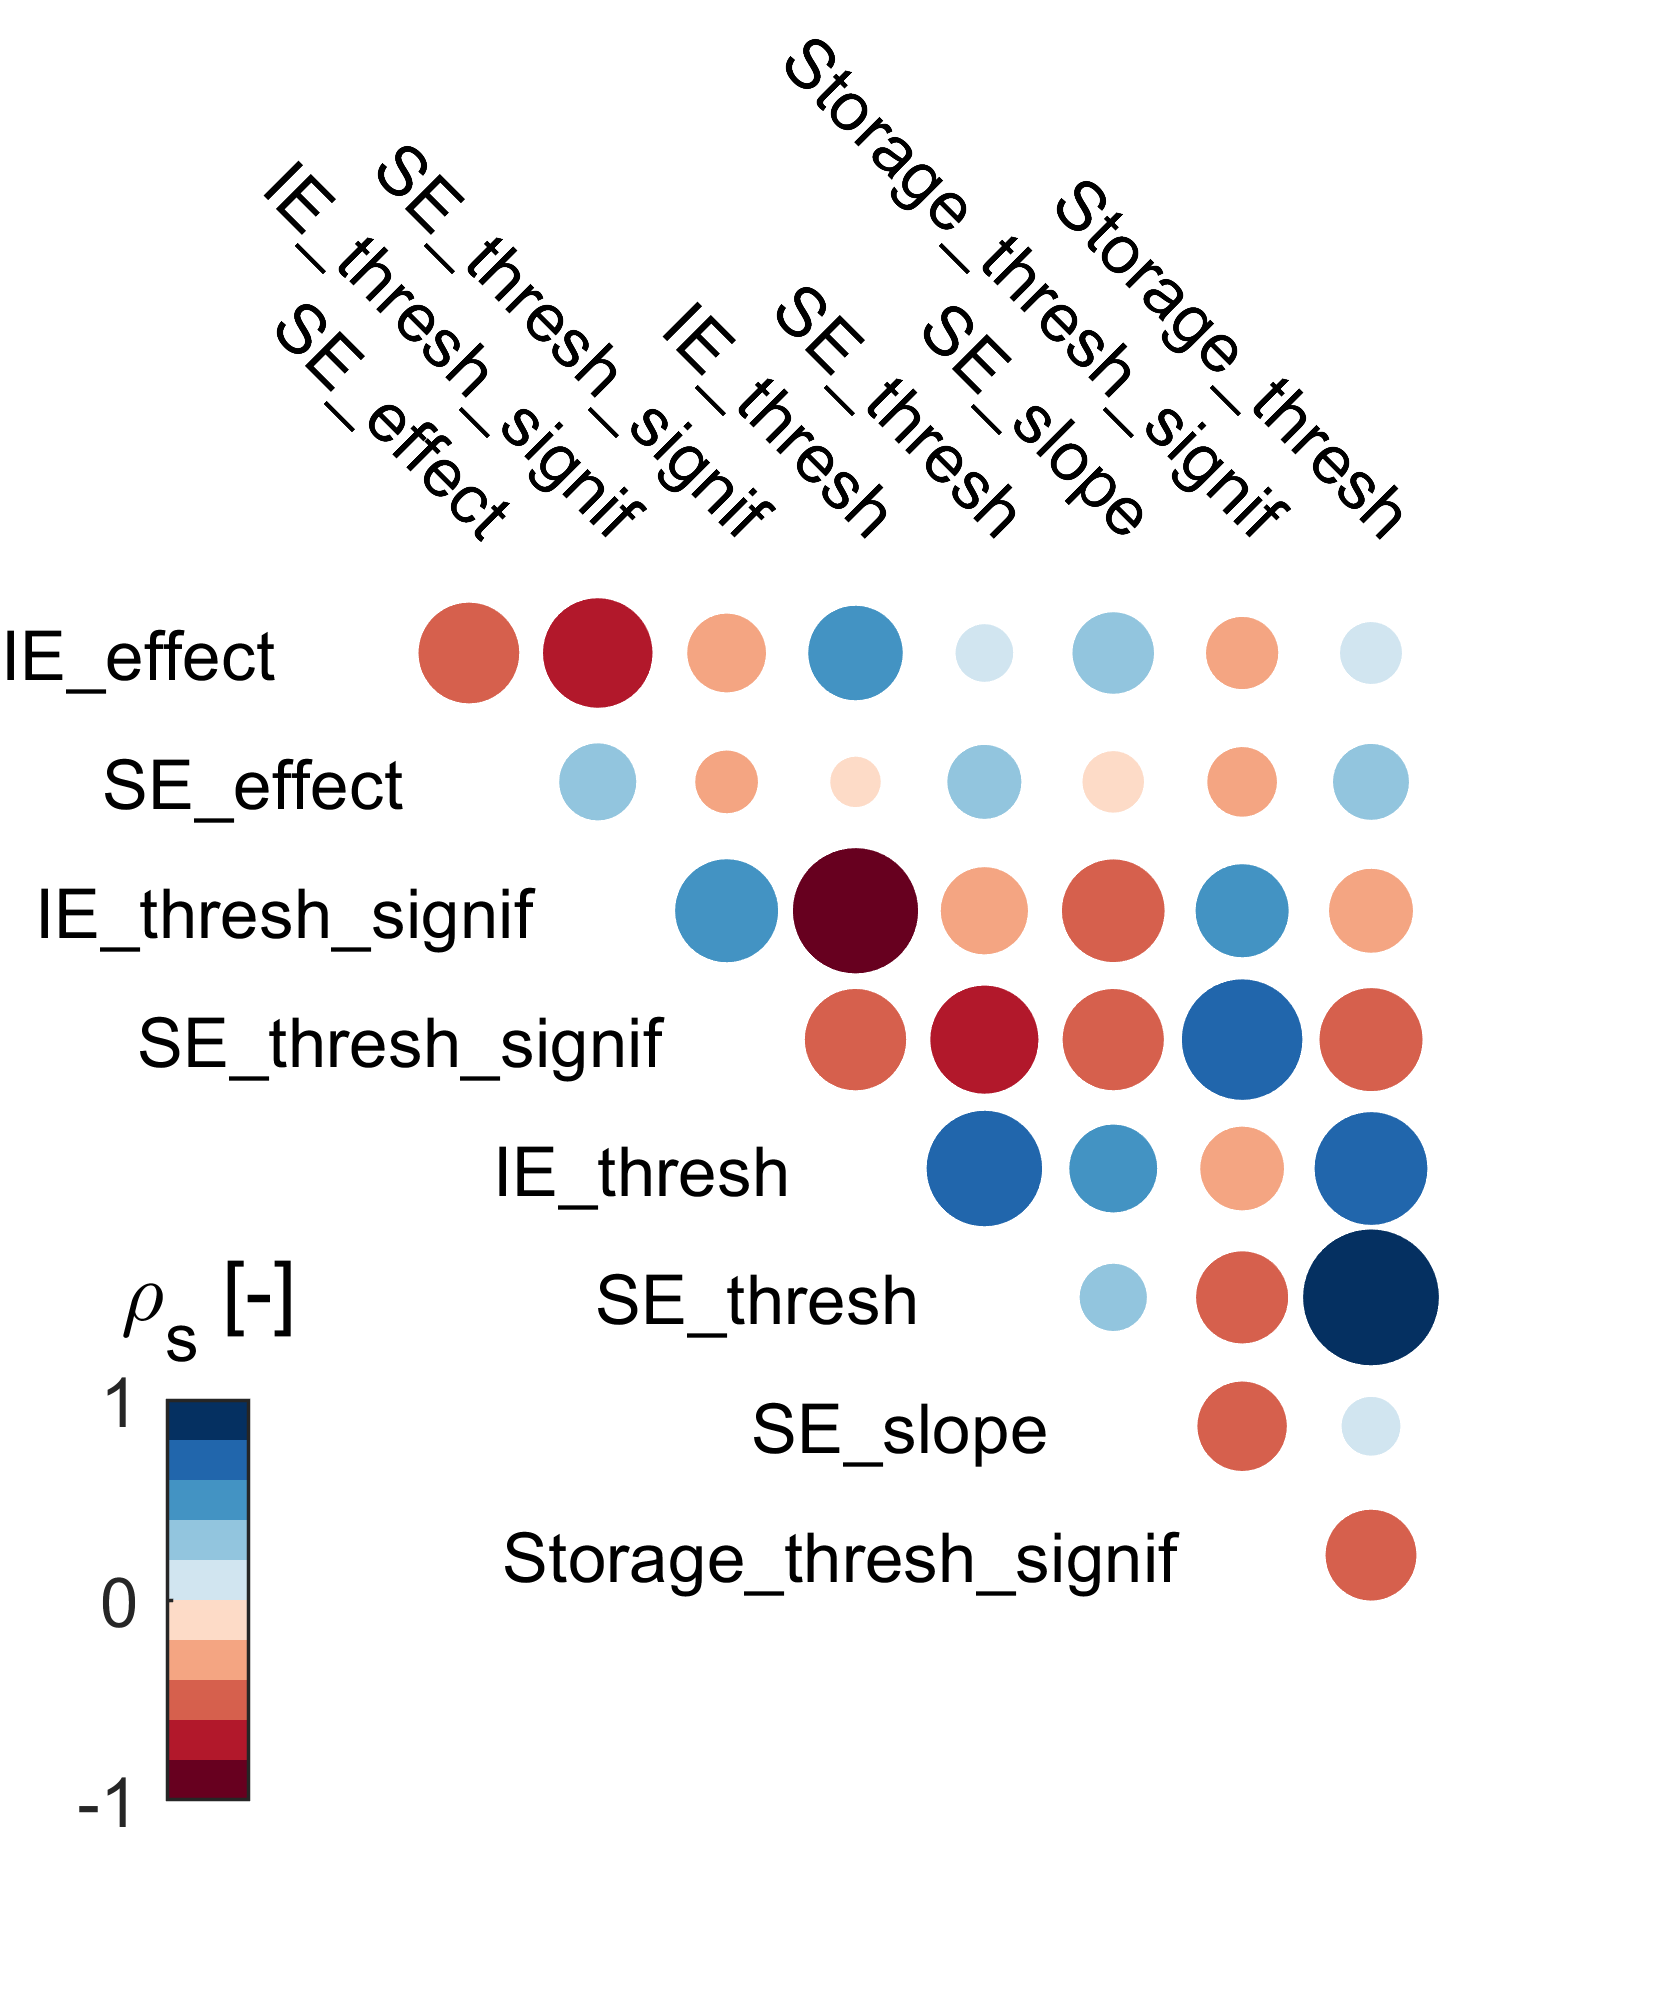 SE_effect
IE_thresh_signif
SE_thresh_signif
IE_thresh
SE_thresh
SE_slope
Storage_thresh_signif
Storage_thresh
IE_effect
SE_effect
IE_thresh_signif
SE_thresh_signif
IE_thresh
SE_thresh
SE_slope
Storage_thresh_signif
ρs [-]
1
0
-1